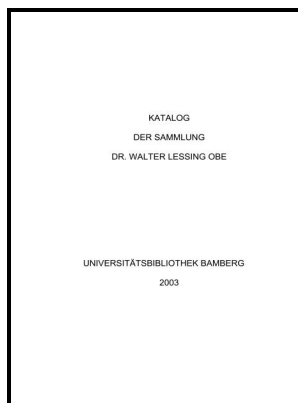 KATALOG
DER SAMMLUNG
DR. WALTER LESSING OBE
UNIVERSITÄTSBIBLIOTHEK BAMBERG
2003